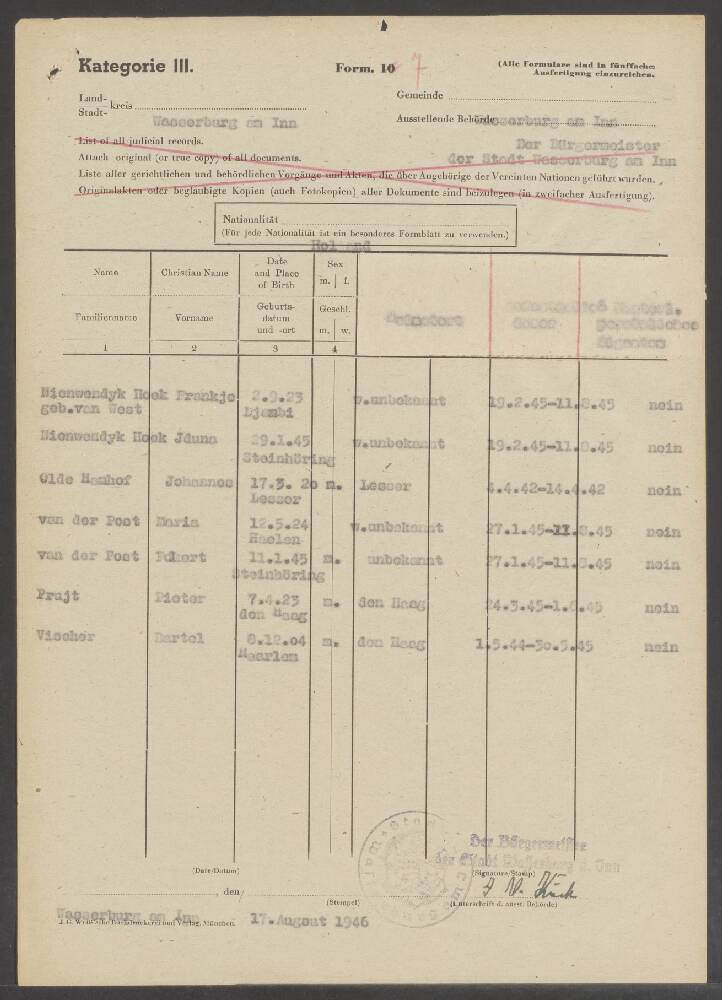 Kategorie III.
Form. 10 7
(Alle Formulare sind in fünffacher
Ausfertigung einzureichen.
Land-
Stadt- kreis
Wasserburg am Inn
Gemeinde
Ausstellende Behörde Wasserburg am Inn
Der Bürgermeister
der Stadt Wasserburg am Inn
List of all judicial records.
Attach original (or true copy) of all documents.
Liste aller gerichtlichen und behördlichen Vorgänge und Akten, die über Angehörige der Vereinten Nationen geführt wurden.
Originalakten oder beglaubigte Kopien (auch Fotokopien) aller Dokumente sind beizulegen (in zweifacher Ausfertigung).
Nationalität
(Für jede Nationalität ist ein besonderes Formblatt zu verwenden.)
Holland
Name
Christian Name
Date
and Place
of Birth
Sex
m. f.
Familienname
Vorname
Geburts-
datum
und -ort
Geschl.
m. w.
Heimatort
Dauer
1 2 3 4
Nienwendyk Hoek Frankje 2.9.23 w.unbekannt 19.2.45-11.8.45 nein
geb.van West Djambi
Nienwendyk Hoek Jduna 29.1.45 w.unbekannt 19.2.45-11.8.45 nein
Steinhöring
Olde Johannes 17.3. 20 m. Lesser 4.4.42-14.4.42 nein
Lesser
van der Post Maria 12.5.24 w.unbekannt 27.1.45-11.8.45 nein
Haelen
van der Post 11.1.45 m. unbekannt 27.1.45-11.8.45 nein
Steinhöring
Prujt Pieter 7.4.23 m. den Haag 24.3.45-1.6.45 nein
den Haag
Vischer Bartel 8.12.04 m. den Haag 1.5.44-30.5.45 nein
Haarlem
Der Bürgermeister
der Stadt Wasserburg a. Inn
(Date/Datum)
(Signature/Stamp)
den
(Stempel)
(Unterschrift d. ausst. Behörde)
Wasserburg am Inn 17.August 1946